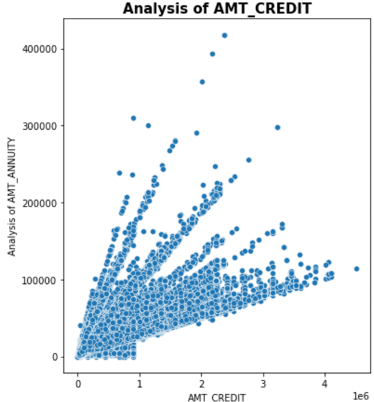 Analysis of AMT_CREDIT
400000
300000
200000
100000
0
Analysis of AMT_ANNUITY
0 1 2 3 4
1e6
AMT_CREDIT